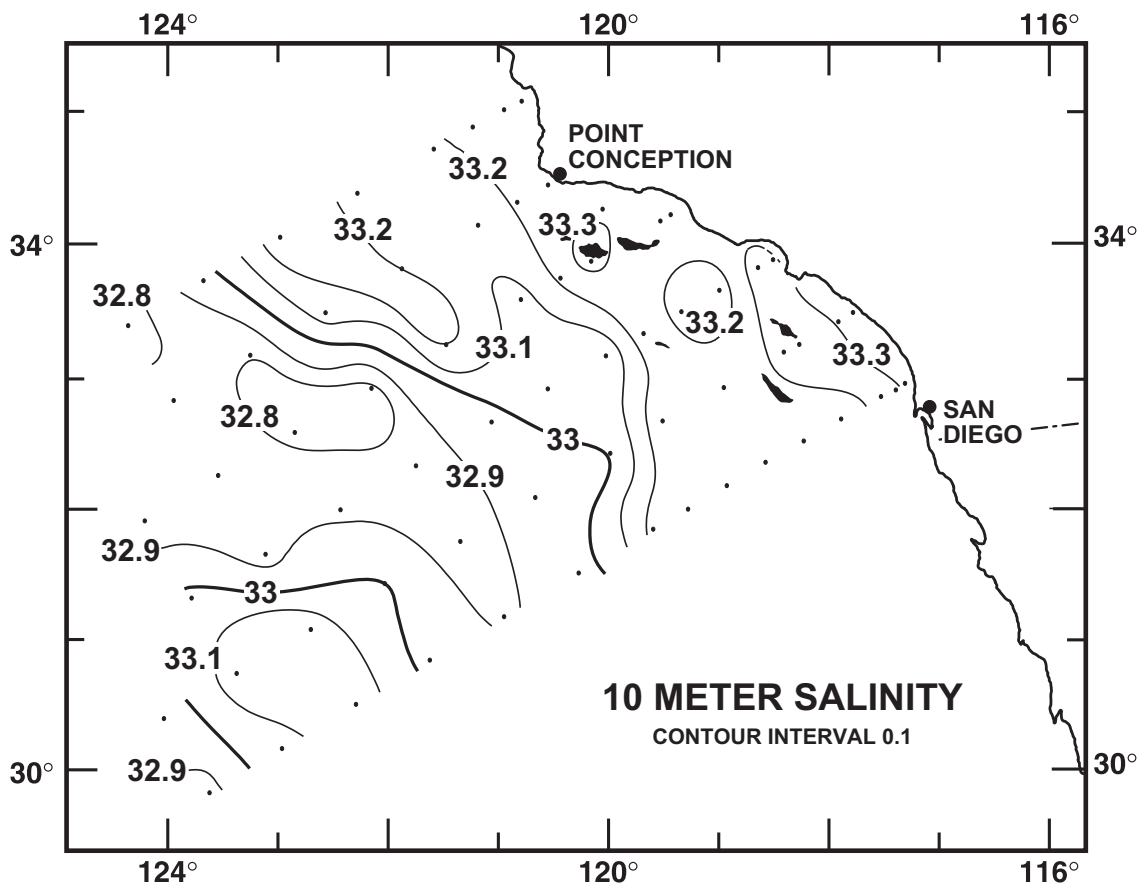 124° 120° 116°
POINT
CONCEPTION
33.2
33.3
33.2
34° 34°
32.8
33.2
33.1
33.3
32.8
SAN
DIEGO
33
32.9
32.9
33
33.1
10 METER SALINITY
CONTOUR INTERVAL 0.1
32.9
30° 30°
124° 120° 116°